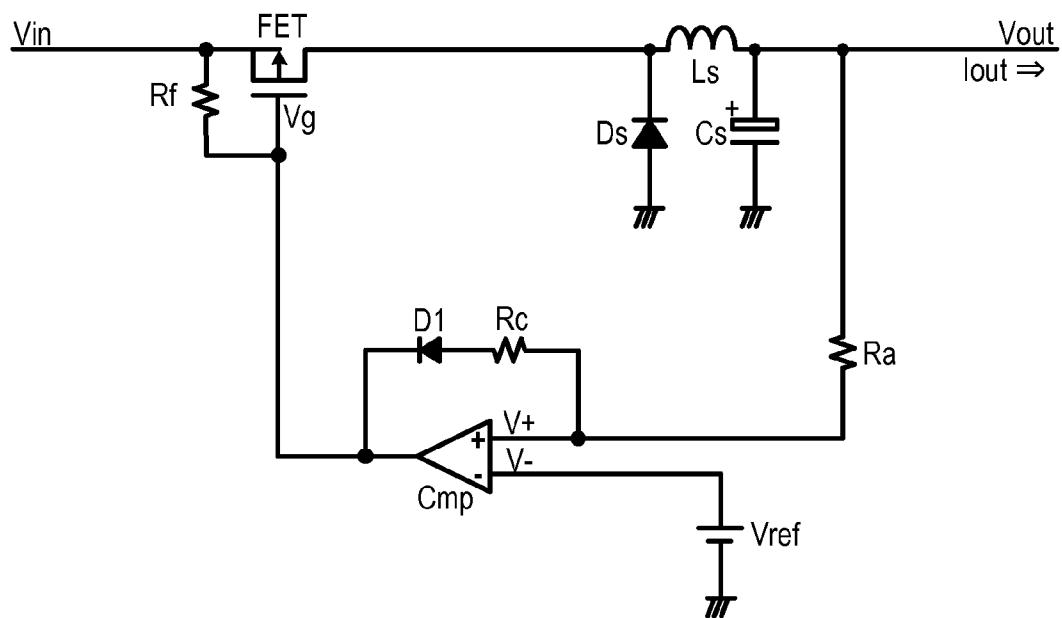 Vin
FET
Vout
Iout ⇒
Rf
Vg
Ls
Ds
+
Cs
D1
Rc
Ra
V+
+
V-
-
Cmp
Vref